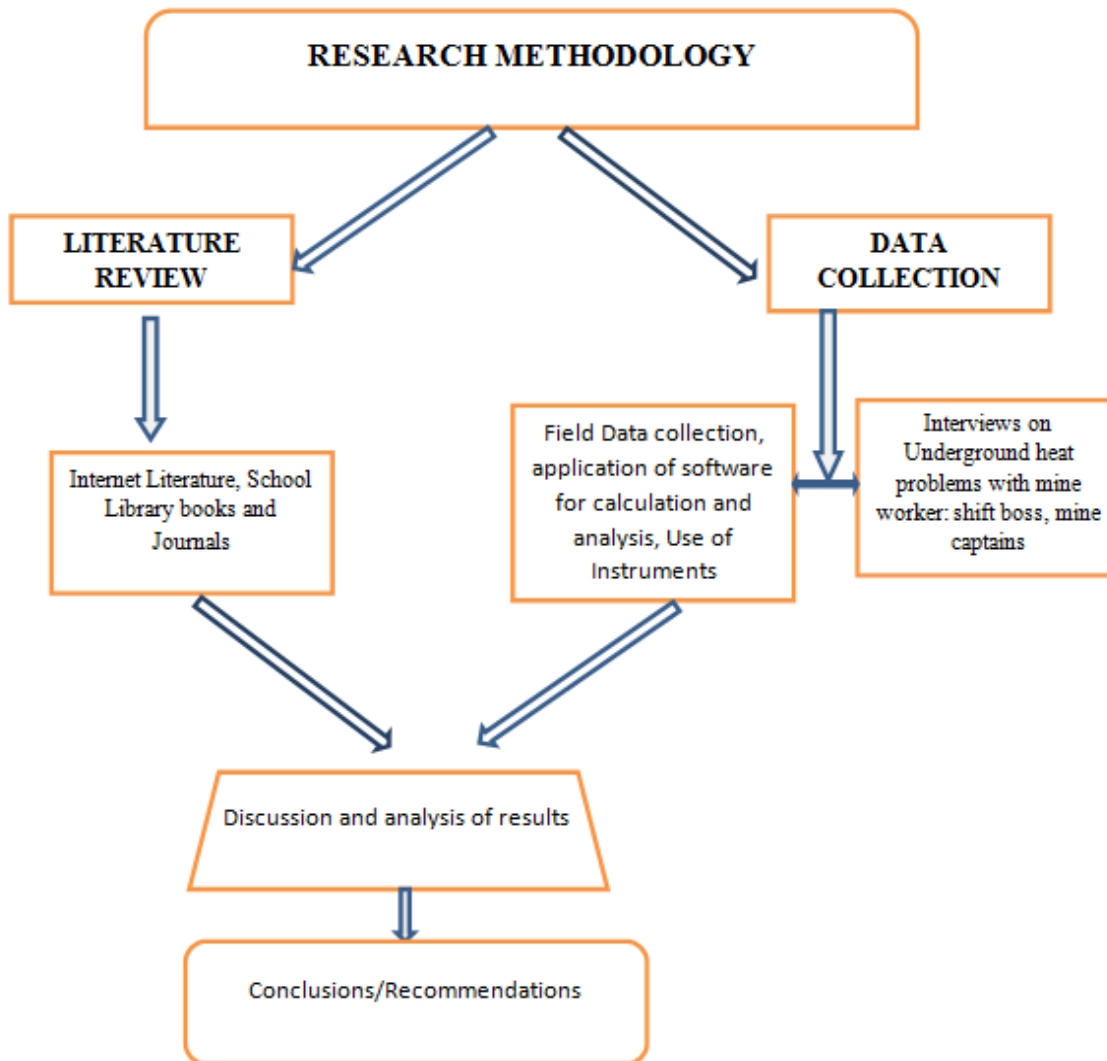 RESEARCH METHODOLOGY
LITERATURE
REVIEW
DATA
COLLECTION
Internet Literature, School
Library books and
Journals
Field Data collection,
application of software
for calculation and
analysis, Use of
Instruments
Interviews on
Underground heat
problems with mine
worker: shift boss, mine
captains
Discussion and analysis of results
Conclusions/Recommendations